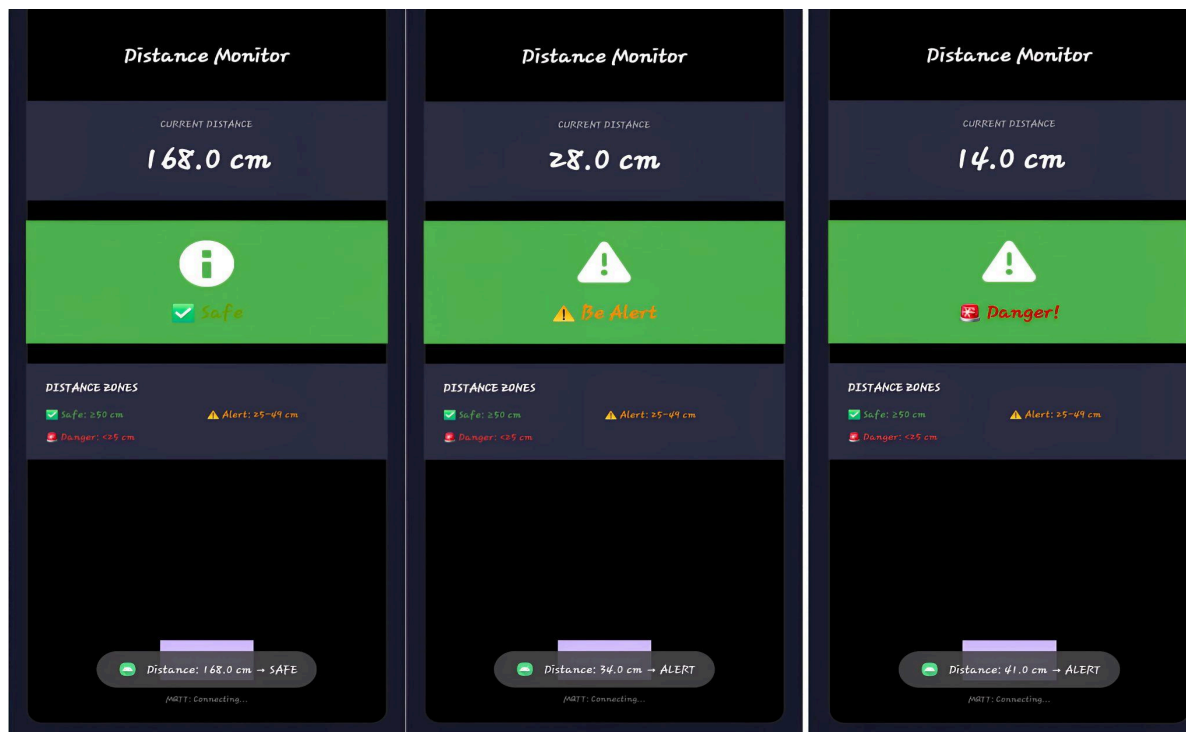 Distance Monitor
CURRENT DISTANCE
168.0 cm
✅ Safe
DISTANCE ZONES
✅ Safe: ≥50 cm
⚠️ Alert: 25-49 cm
🚨 Danger: <25 cm
Distance: 168.0 cm → SAFE
MQTT: Connecting...
Distance Monitor
CURRENT DISTANCE
28.0 cm
⚠️ Be Alert
DISTANCE ZONES
✅ Safe: ≥50 cm
⚠️ Alert: 25-49 cm
🚨 Danger: <25 cm
Distance: 34.0 cm → ALERT
MQTT: Connecting...
Distance Monitor
CURRENT DISTANCE
14.0 cm
🚨 Danger!
DISTANCE ZONES
✅ Safe: ≥50 cm
⚠️ Alert: 25-49 cm
🚨 Danger: <25 cm
Distance: 41.0 cm → ALERT
MQTT: Connecting...